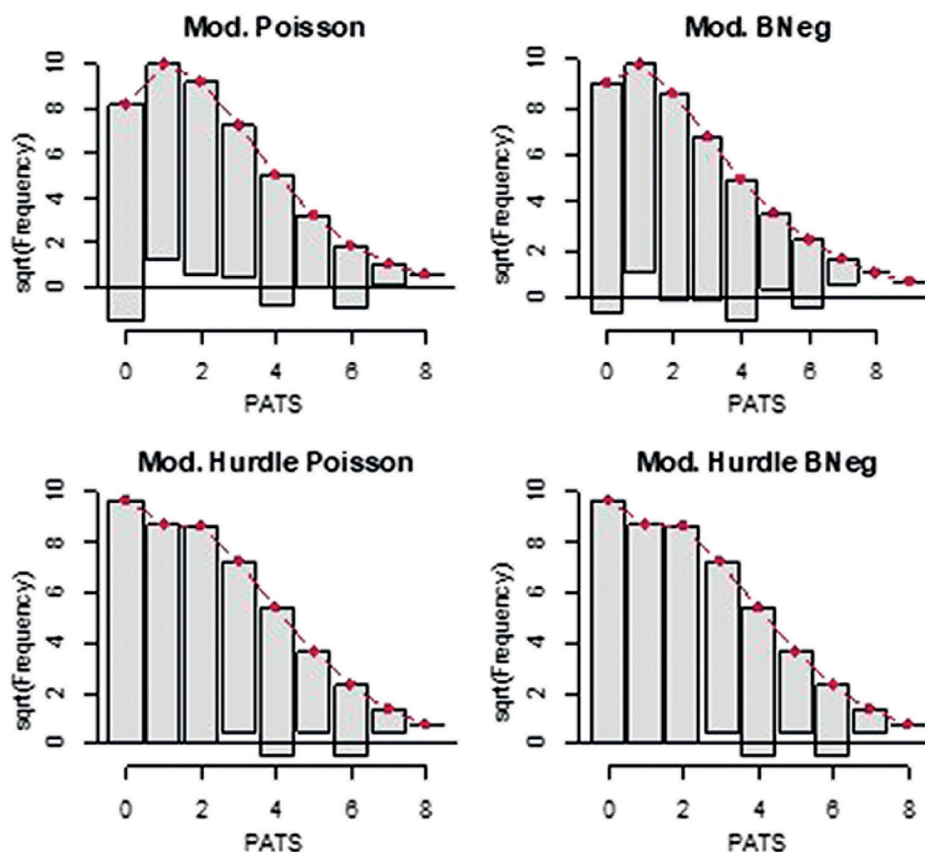 Mod. Poisson
sqrt(Frequency)
10
8
6
4
2
0
0 2 4 6 8
PATS
Mod. BNeg
sqrt(Frequency)
10
8
6
4
2
0
0 2 4 6 8
PATS
Mod. Hurdle Poisson
sqrt(Frequency)
10
8
6
4
2
0
0 2 4 6 8
PATS
Mod. Hurdle BNeg
sqrt(Frequency)
10
8
6
4
2
0
0 2 4 6 8
PATS